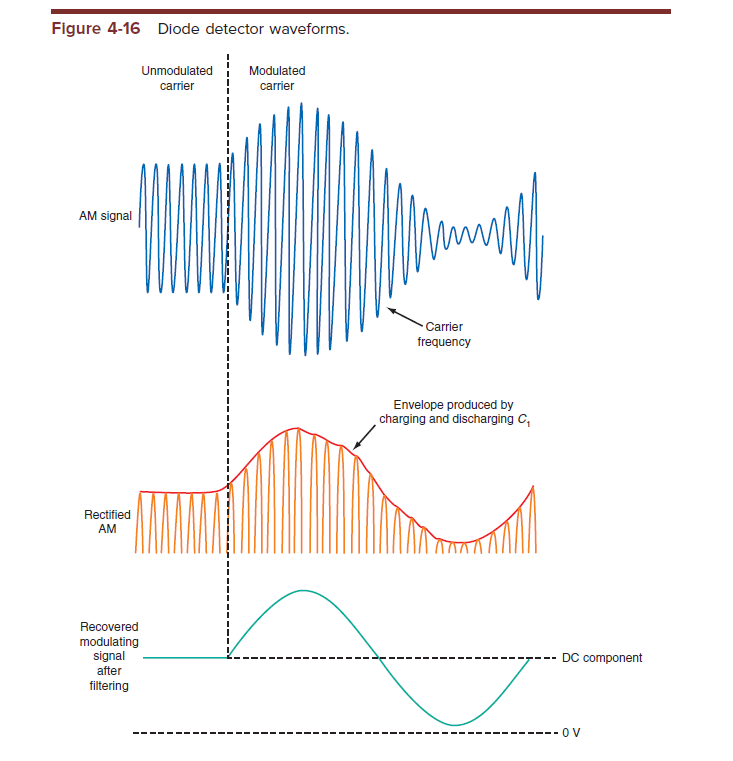 Figure 4-16 Diode detector waveforms.
Unmodulated
carrier
Modulated
carrier
AM signal
Carrier
frequency
Envelope produced by
charging and discharging C1
Rectified
AM
Recovered
modulating
signal
after
filtering
DC component
0 V